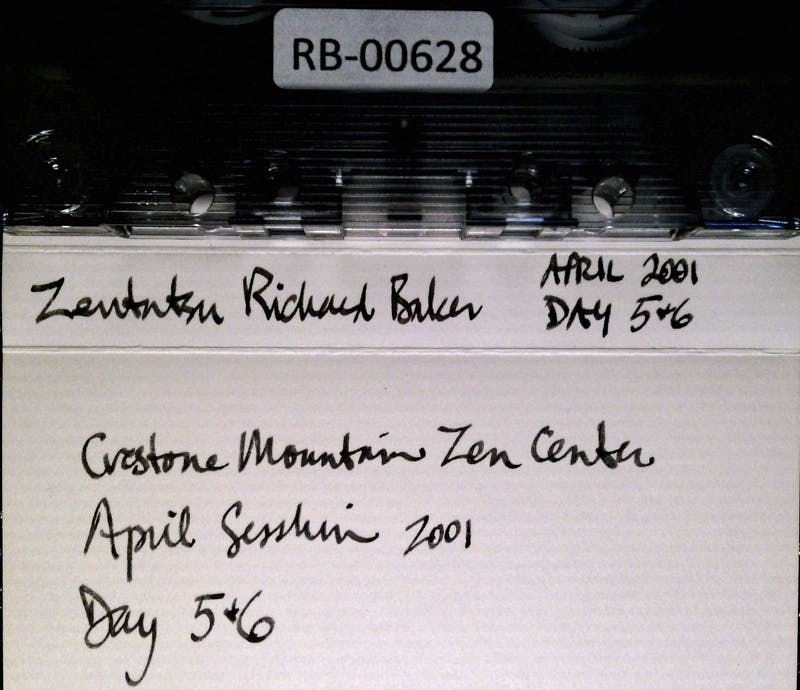 RB-00628
Zentatsu Richard Baker
APRIL 2001
DAY 5+6
Crestone Mountain Zen Center
April Sesshin 2001
Day 5+6